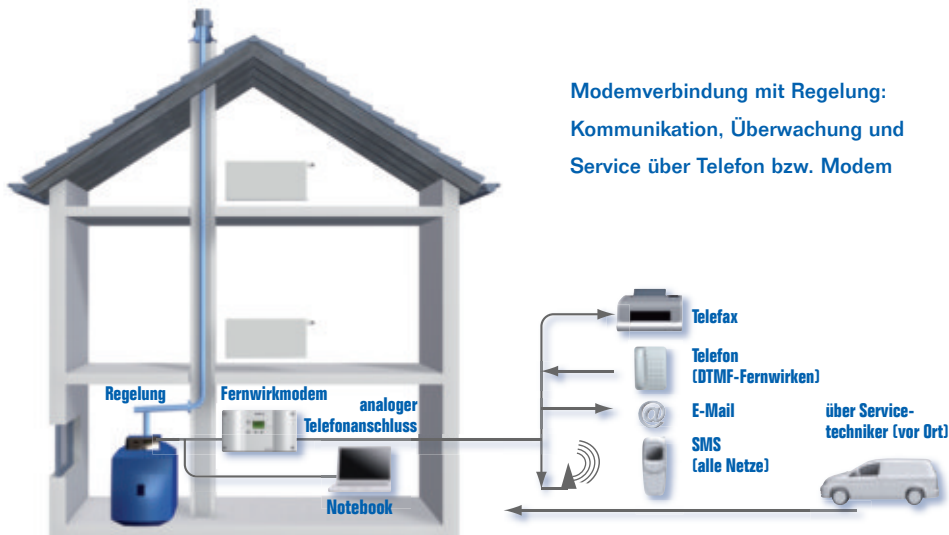 Modemverbindung mit Regelung:
Kommunikation, Überwachung und
Service über Telefon bzw. Modem
Telefax
Telefon
(DTMF-Fernwirken)
E-Mail
@
SMS
(alle Netze)
über Service-
techniker (vor Ort)
Regelung
Fernwirkmodem
analoger
Telefonanschluss
Notebook